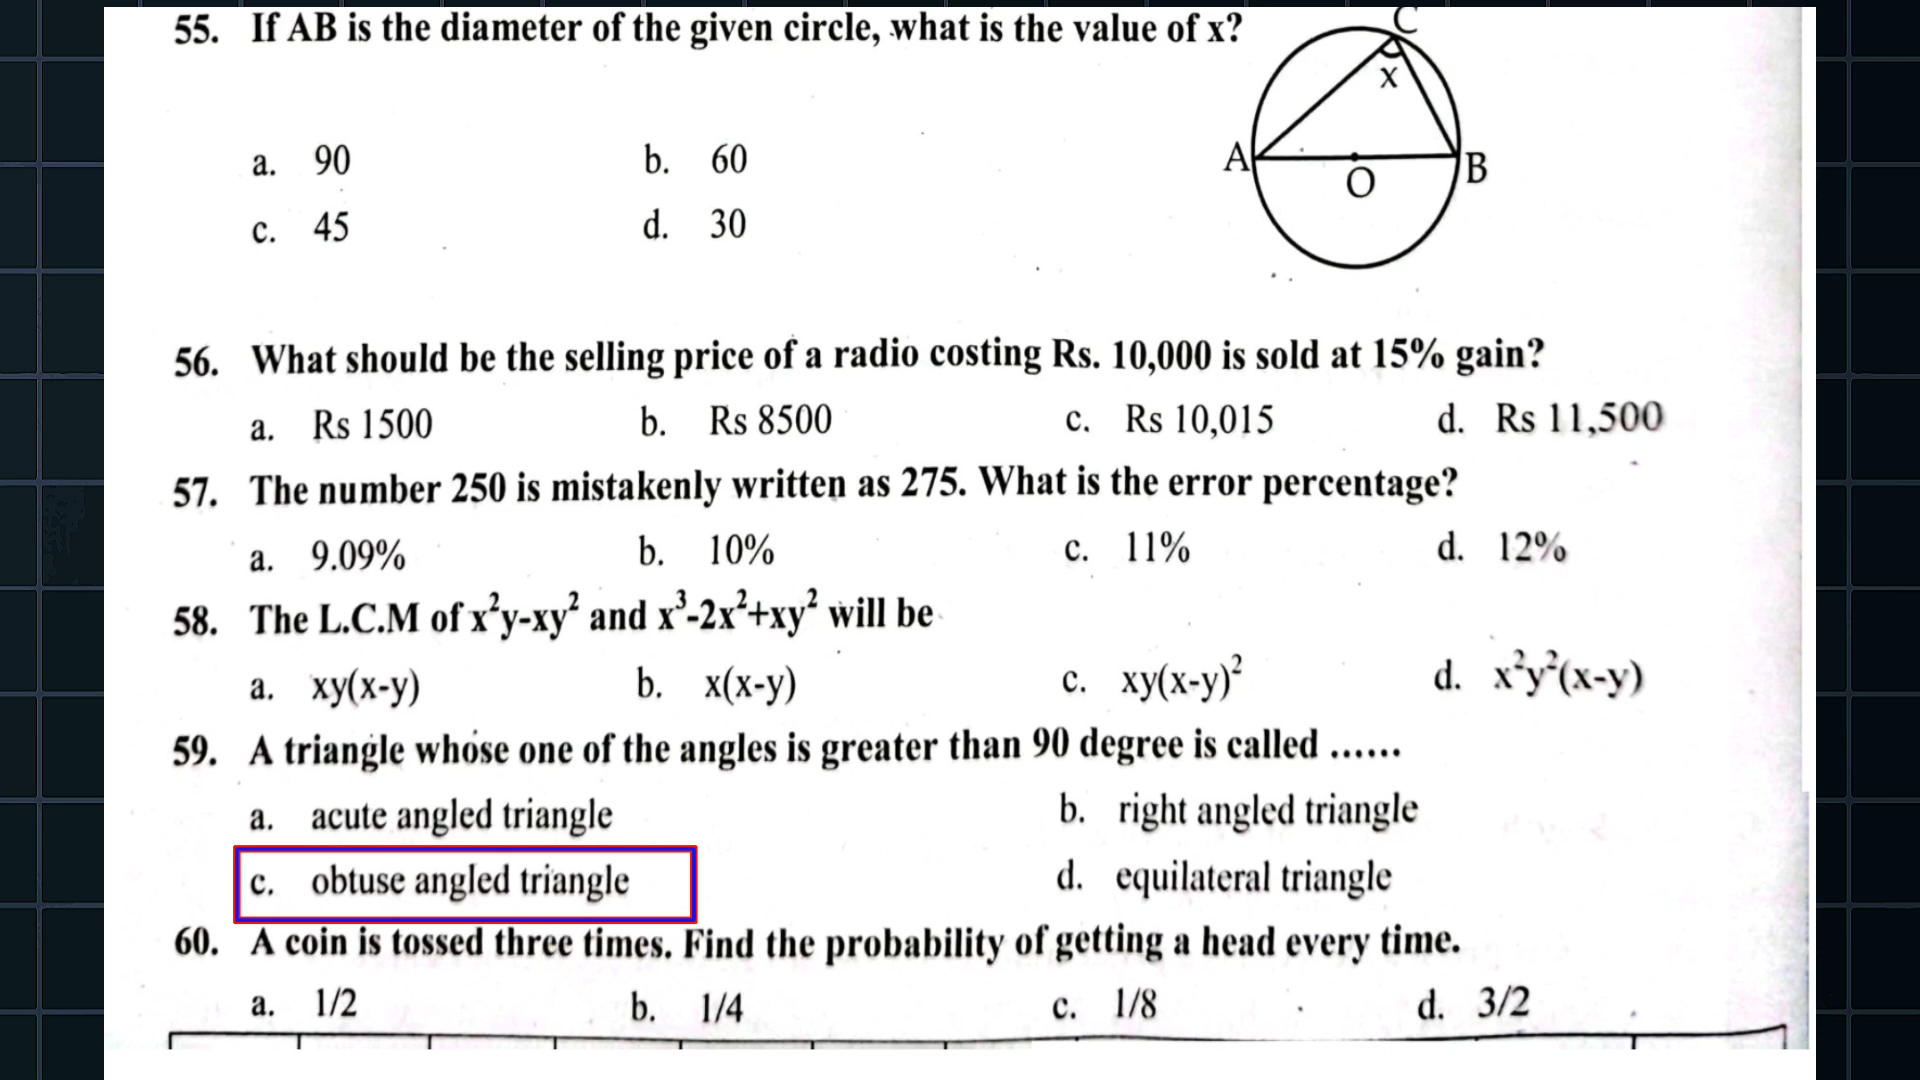 55. If AB is the diameter of the given circle, what is the value of x?
C
x
A
O
B
a. 90 b. 60
c. 45 d. 30
56. What should be the selling price of a radio costing Rs. 10,000 is sold at 15% gain?
a. Rs 1500 b. Rs 8500 c. Rs 10,015 d. Rs 11,500
57. The number 250 is mistakenly written as 275. What is the error percentage?
a. 9.09% b. 10% c. 11% d. 12%
58. The L.C.M of x²y-xy² and x³-2x²+xy² will be
a. xy(x-y) b. x(x-y) c. xy(x-y)² d. x²y²(x-y)
59. A triangle whose one of the angles is greater than 90 degree is called ......
a. acute angled triangle b. right angled triangle
c. obtuse angled triangle d. equilateral triangle
60. A coin is tossed three times. Find the probability of getting a head every time.
a. 1/2 b. 1/4 c. 1/8 d. 3/2